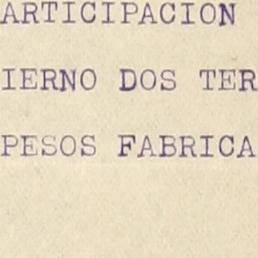 ARTICIPACION
IERNO DOS TER
PESOS FABRICA